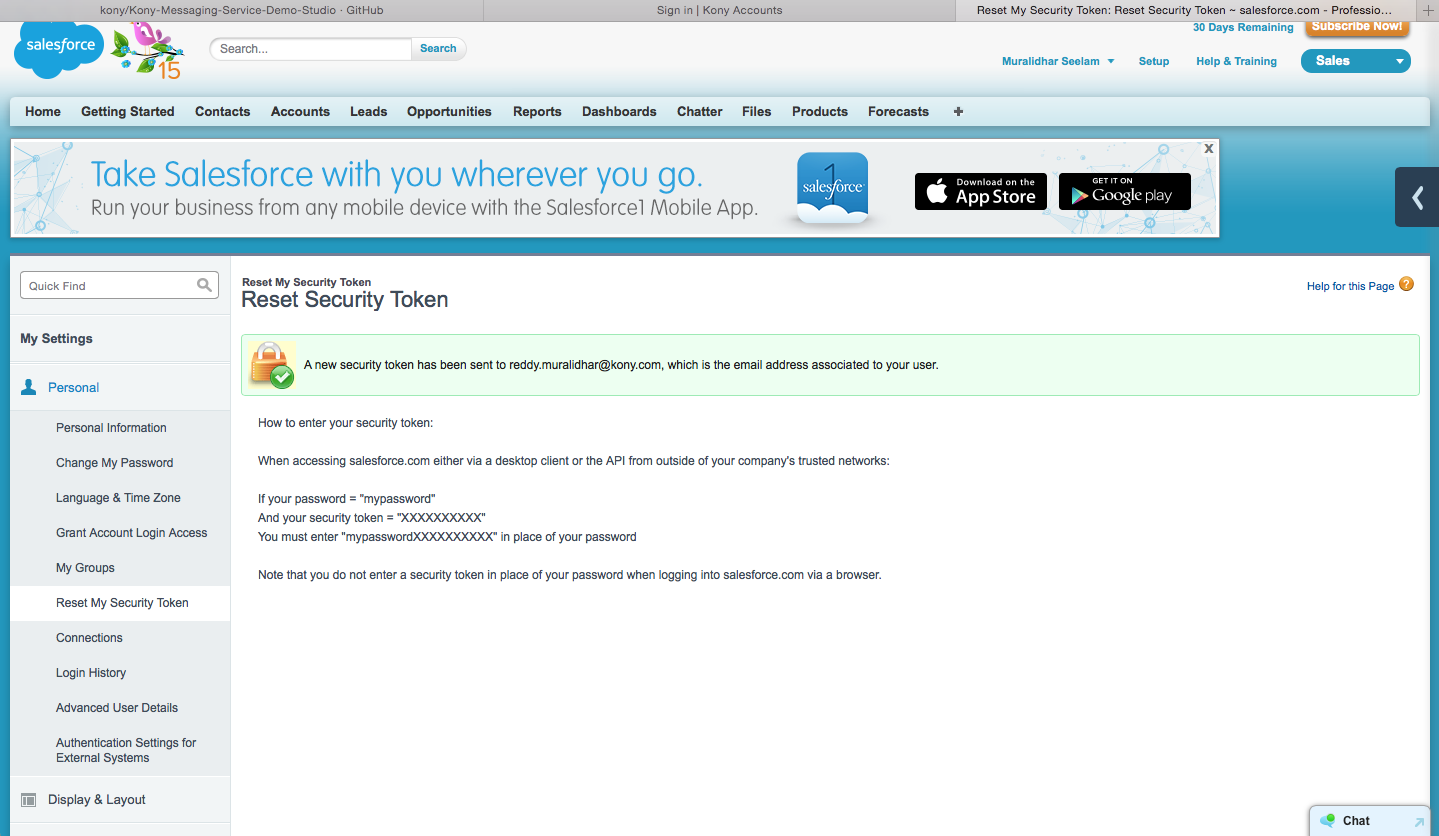 kony/Kony-Messaging-Service-Demo-Studio · GitHub
Sign in | Kony Accounts
Reset My Security Token: Reset Security Token ~ salesforce.com - Professio...
salesforce
15
Search...
Search
30 Days Remaining
Subscribe Now!
Muralidhar Seelam
Setup
Help & Training
Sales
Home
Getting Started
Contacts
Accounts
Leads
Opportunities
Reports
Dashboards
Chatter
Files
Products
Forecasts
+
X
Take Salesforce with you wherever you go.
Run your business from any mobile device with the Salesforce1 Mobile App.
1
salesforce
Download on the
App Store
GET IT ON
Google play
Quick Find
My Settings
Personal
Personal Information
Change My Password
Language & Time Zone
Grant Account Login Access
My Groups
Reset My Security Token
Connections
Login History
Advanced User Details
Authentication Settings for
External Systems
Display & Layout
Reset My Security Token
Reset Security Token
Help for this Page ?
A new security token has been sent to reddy.muralidhar@kony.com, which is the email address associated to your user.
How to enter your security token:
When accessing salesforce.com either via a desktop client or the API from outside of your company's trusted networks:
If your password = "mypassword"
And your security token = "XXXXXXXXXX"
You must enter "mypasswordXXXXXXXXXX" in place of your password
Note that you do not enter a security token in place of your password when logging into salesforce.com via a browser.
Chat